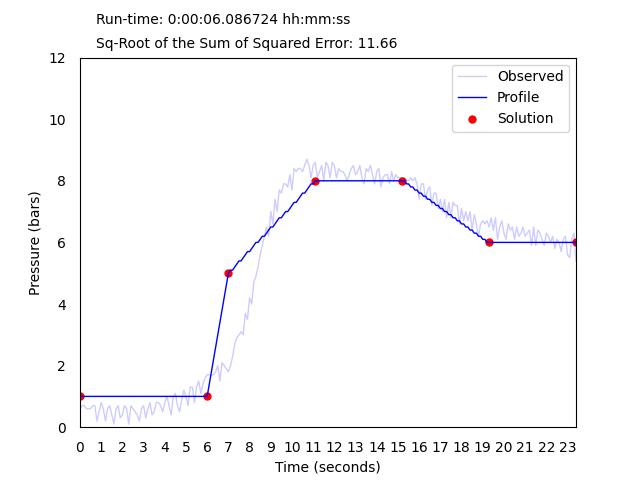 Run-time: 0:00:06.086724 hh:mm:ss
Sq-Root of the Sum of Squared Error: 11.66
12
10
8
6
4
2
0
Pressure (bars)
Observed
Profile
Solution
0 1 2 3 4 5 6 7 8 9 10 11 12 13 14 15 16 17 18 19 20 21 22 23
Time (seconds)